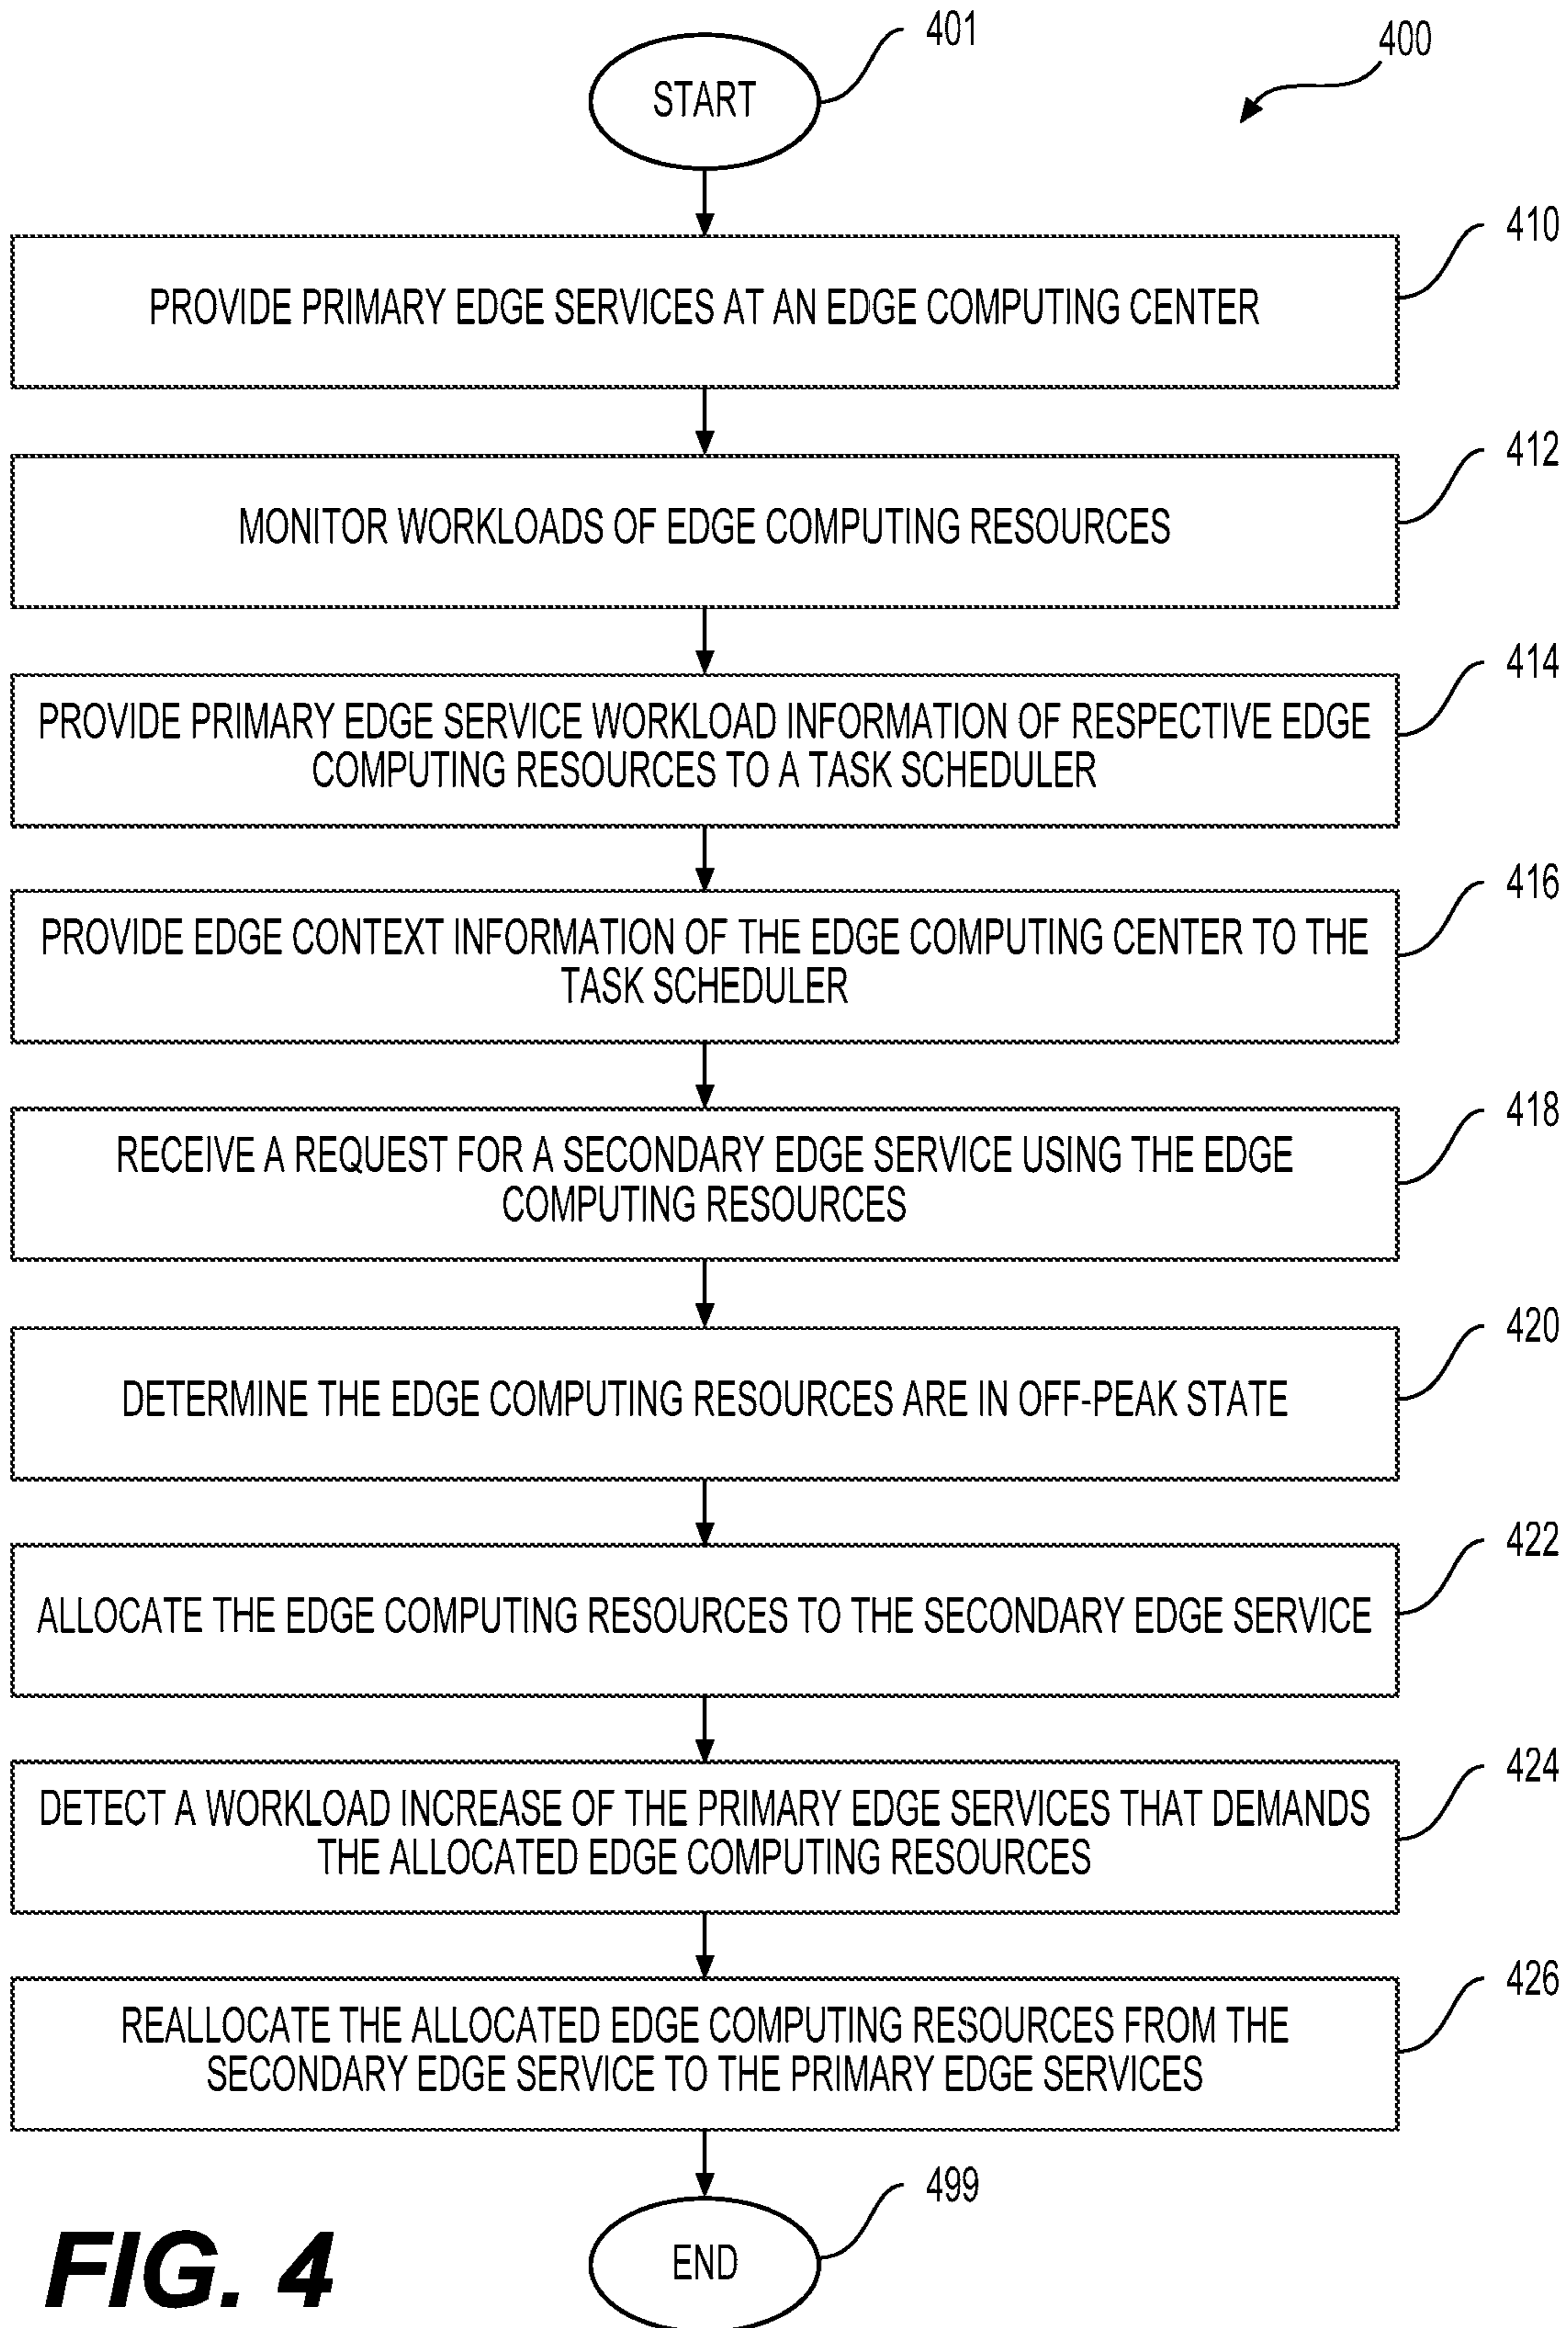 401
400
START
410
PROVIDE PRIMARY EDGE SERVICES AT AN EDGE COMPUTING CENTER
412
MONITOR WORKLOADS OF EDGE COMPUTING RESOURCES
414
PROVIDE PRIMARY EDGE SERVICE WORKLOAD INFORMATION OF RESPECTIVE EDGE
COMPUTING RESOURCES TO A TASK SCHEDULER
416
PROVIDE EDGE CONTEXT INFORMATION OF THE EDGE COMPUTING CENTER TO THE
TASK SCHEDULER
418
RECEIVE A REQUEST FOR A SECONDARY EDGE SERVICE USING THE EDGE
COMPUTING RESOURCES
420
DETERMINE THE EDGE COMPUTING RESOURCES ARE IN OFF-PEAK STATE
422
ALLOCATE THE EDGE COMPUTING RESOURCES TO THE SECONDARY EDGE SERVICE
424
DETECT A WORKLOAD INCREASE OF THE PRIMARY EDGE SERVICES THAT DEMANDS
THE ALLOCATED EDGE COMPUTING RESOURCES
426
REALLOCATE THE ALLOCATED EDGE COMPUTING RESOURCES FROM THE
SECONDARY EDGE SERVICE TO THE PRIMARY EDGE SERVICES
499
END
FIG. 4